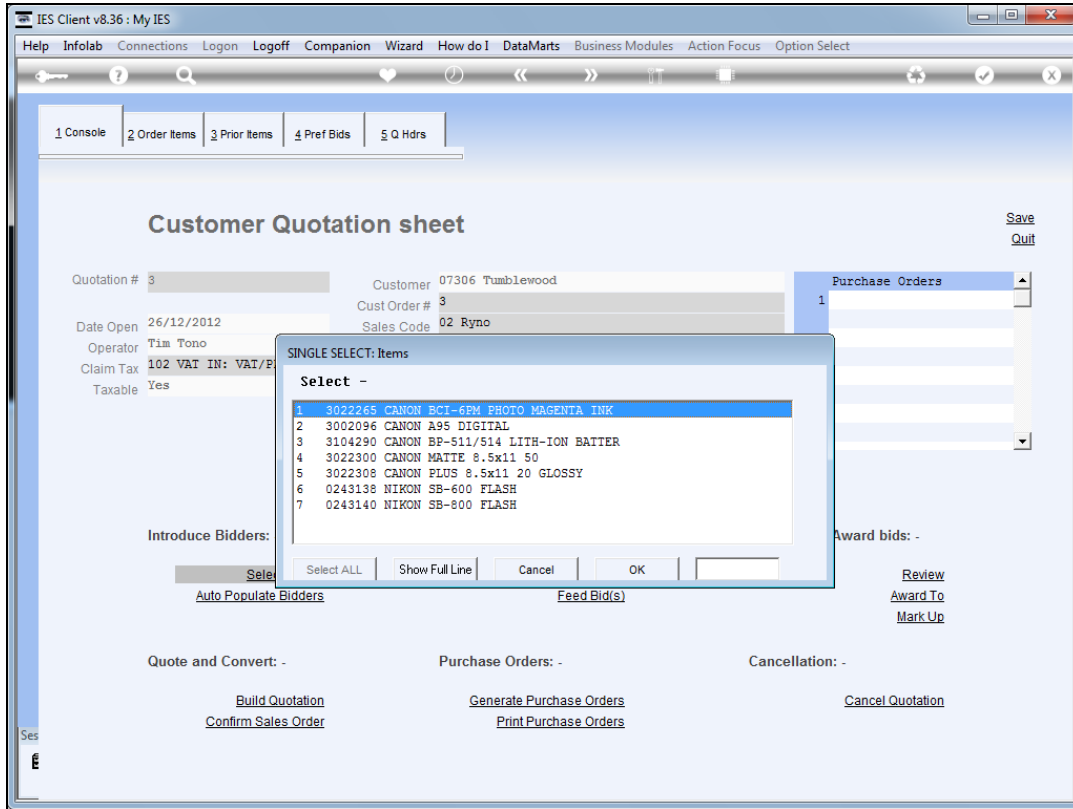 IES Client v8.36 : My IES
Help Infolab Connections Logon Logoff Companion Wizard How do I DataMarts Business Modules Action Focus Option Select
1 Console 2 Order Items 3 Prior Items 4 Pref Bids 5 Q Hdrs
Customer Quotation sheet
Save
Quit
Quotation # 3
Customer 07306 Tumblewood
Cust Order # 3
Date Open 26/12/2012
Sales Code 02 Ryno
Operator Tim Tono
Claim Tax 102 VAT IN: VAT/P
Taxable Yes
Purchase Orders
1
SINGLE SELECT: Items
Select -
1 3022265 CANON BCI-6PM PHOTO MAGENTA INK
2 3002096 CANON A95 DIGITAL
3 3104290 CANON BP-511/514 LITH-ION BATTER
4 3022300 CANON MATTE 8.5x11 50
5 3022308 CANON PLUS 8.5x11 20 GLOSSY
6 0243138 NIKON SB-600 FLASH
7 0243140 NIKON SB-800 FLASH
Select ALL Show Full Line Cancel OK
Introduce Bidders:
Award bids: -
Sele
Review
Auto Populate Bidders
Feed Bid(s)
Award To
Mark Up
Quote and Convert: -
Purchase Orders: -
Cancellation: -
Build Quotation
Generate Purchase Orders
Cancel Quotation
Confirm Sales Order
Print Purchase Orders
Ses